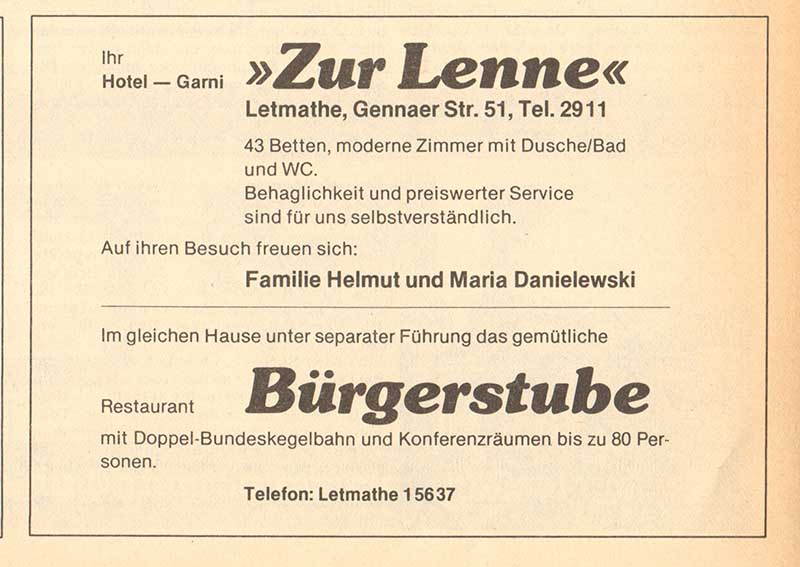 Ihr
Hotel — Garni
»Zur Lenne«
Letmathe, Gennaer Str. 51, Tel. 2911
43 Betten, moderne Zimmer mit Dusche/Bad
und WC.
Behaglichkeit und preiswerter Service
sind für uns selbstverständlich.
Auf ihren Besuch freuen sich:
Familie Helmut und Maria Danielewski
Im gleichen Hause unter separater Führung das gemütliche
Restaurant Bürgerstube
mit Doppel-Bundeskegelbahn und Konferenzräumen bis zu 80 Per-
sonen.
Telefon: Letmathe 15637